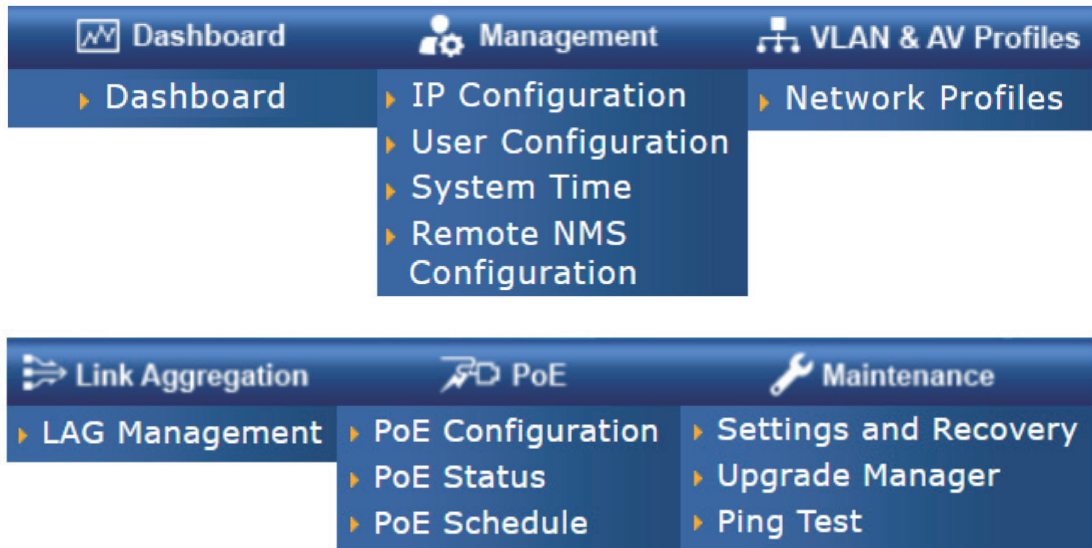 Dashboard
Dashboard
Management
IP Configuration
User Configuration
System Time
Remote NMS
Configuration
VLAN & AV Profiles
Network Profiles
Link Aggregation
LAG Management
PoE
PoE Configuration
PoE Status
PoE Schedule
Maintenance
Settings and Recovery
Upgrade Manager
Ping Test